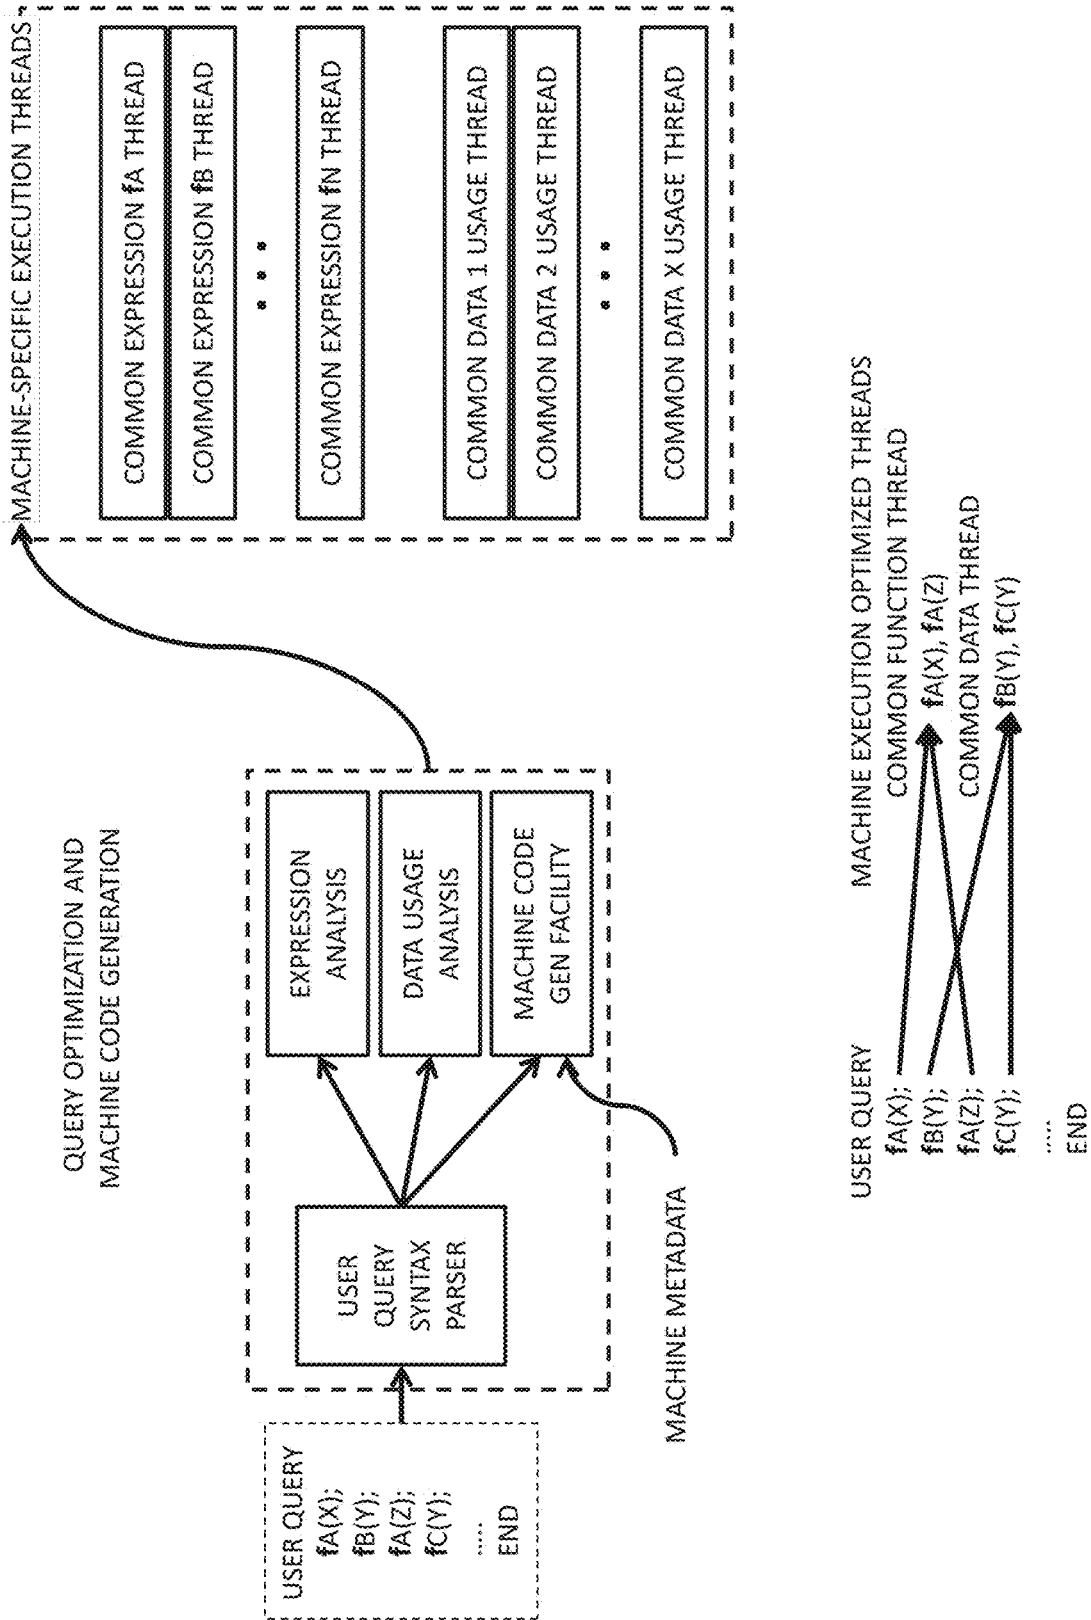 USER QUERY
fA(X);
fB(Y);
fA(Z);
fC(Y);
.....
END
QUERY OPTIMIZATION AND
MACHINE CODE GENERATION
USER
QUERY
SYNTAX
PARSER
EXPRESSION
ANALYSIS
DATA USAGE
ANALYSIS
MACHINE CODE
GEN FACILITY
MACHINE METADATA
MACHINE-SPECIFIC EXECUTION THREADS
COMMON EXPRESSION fA THREAD
COMMON EXPRESSION fB THREAD
• • •
COMMON EXPRESSION fN THREAD
COMMON DATA 1 USAGE THREAD
COMMON DATA 2 USAGE THREAD
• • •
COMMON DATA X USAGE THREAD
USER QUERY
fA(X);
fB(Y);
fA(Z);
fC(Y);
.....
END
MACHINE EXECUTION OPTIMIZED THREADS
COMMON FUNCTION THREAD
fA(X), fA(Z)
COMMON DATA THREAD
fB(Y), fC(Y)